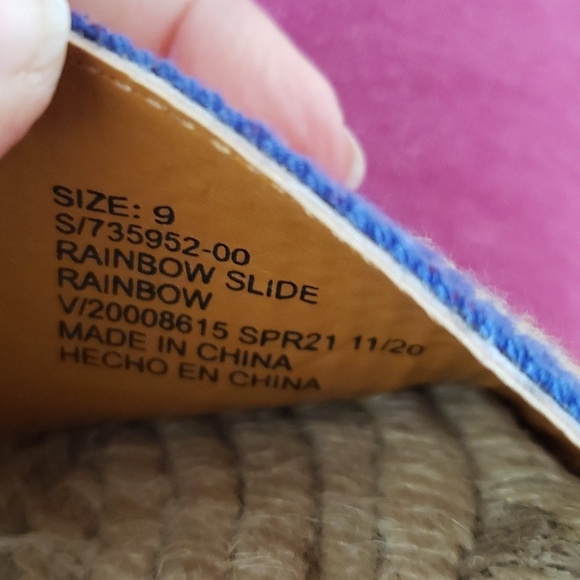 SIZE: 9
S/735952-00
RAINBOW SLIDE
RAINBOW
V/20008615 SPR21 11/20
MADE IN CHINA
HECHO EN CHINA